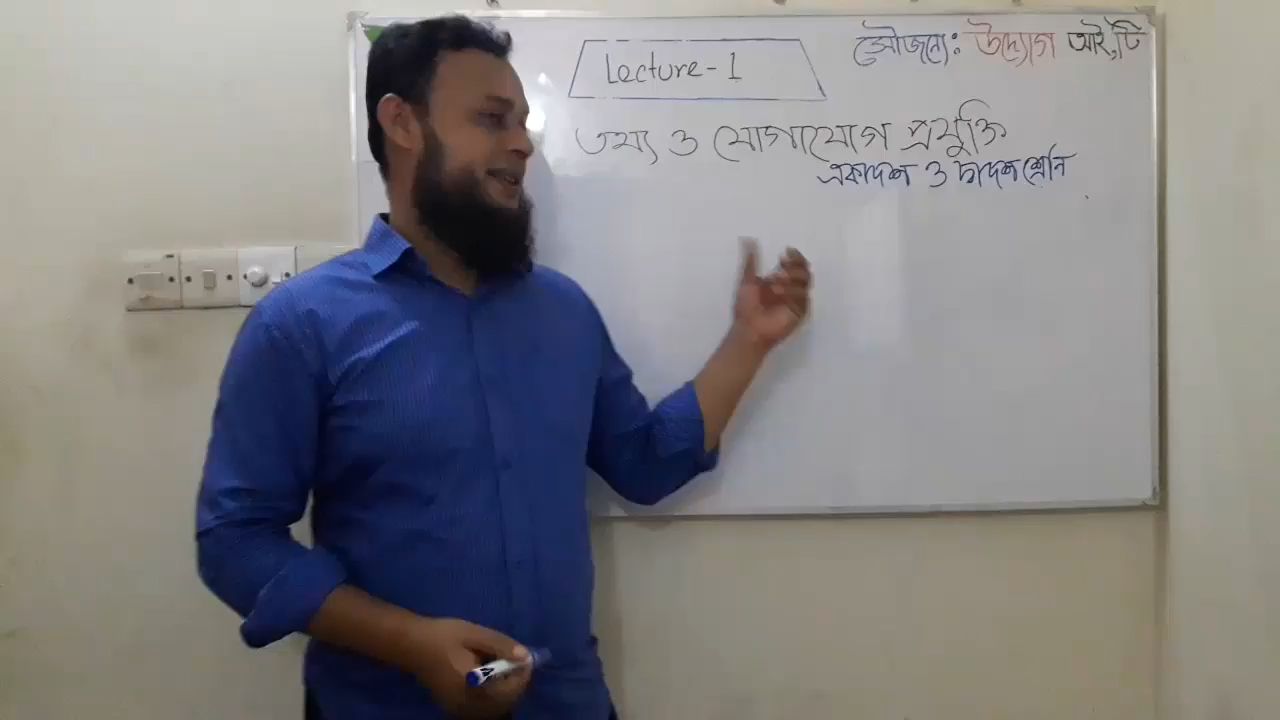 সৌজন্যে: উদ্যোগ আই,টি
Lecture-1
তথ্য ও যোগাযোগ প্রযুক্তি
একাদশ ও দ্বাদশ শ্রেনি